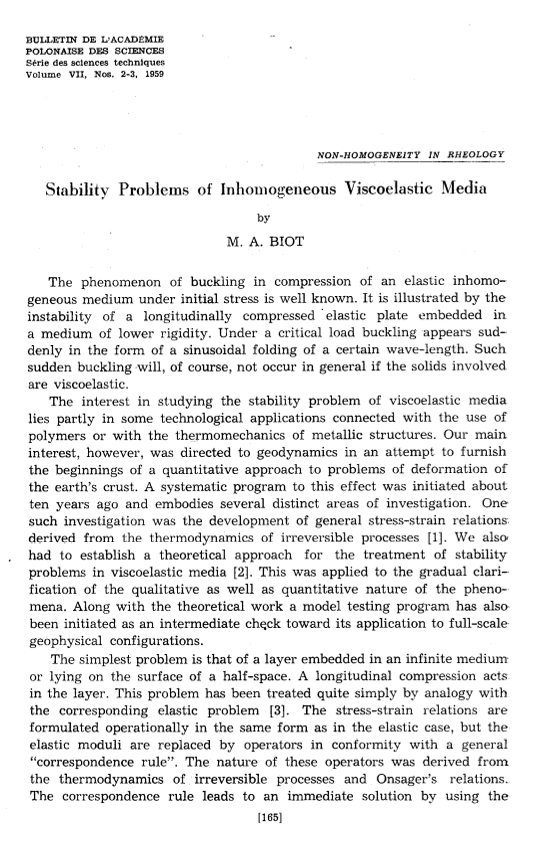 BULLETIN DE L'ACADÉMIE
POLONAISE DES SCIENCES
Série des sciences techniques
Volume VII, Nos. 2-3, 1959
NON-HOMOGENEITY IN RHEOLOGY
Stability Problems of Inhomogeneous Viscoelastic Media
by
M. A. BIOT
The phenomenon of buckling in compression of an elastic inhomo-
geneous medium under initial stress is well known. It is illustrated by the
instability of a longitudinally compressed elastic plate embedded in
a medium of lower rigidity. Under a critical load buckling appears sud-
denly in the form of a sinusoidal folding of a certain wave-length. Such
sudden buckling will, of course, not occur in general if the solids involved
are viscoelastic.
The interest in studying the stability problem of viscoelastic media
lies partly in some technological applications connected with the use of
polymers or with the thermomechanics of metallic structures. Our main
interest, however, was directed to geodynamics in an attempt to furnish
the beginnings of a quantitative approach to problems of deformation of
the earth's crust. A systematic program to this effect was initiated about
ten years ago and embodies several distinct areas of investigation. One
such investigation was the development of general stress-strain relations
derived from the thermodynamics of irreversible processes [1]. We also
had to establish a theoretical approach for the treatment of stability
problems in viscoelastic media [2]. This was applied to the gradual clari-
fication of the qualitative as well as quantitative nature of the pheno-
mena. Along with the theoretical work a model testing program has also
been initiated as an intermediate check toward its application to full-scale
geophysical configurations.
The simplest problem is that of a layer embedded in an infinite medium
or lying on the surface of a half-space. A longitudinal compression acts
in the layer. This problem has been treated quite simply by analogy with
the corresponding elastic problem [3]. The stress-strain relations are
formulated operationally in the same form as in the elastic case, but the
elastic moduli are replaced by operators in conformity with a general
"correspondence rule". The nature of these operators was derived from
the thermodynamics of irreversible processes and Onsager's relations.
The correspondence rule leads to an immediate solution by using the
[165]